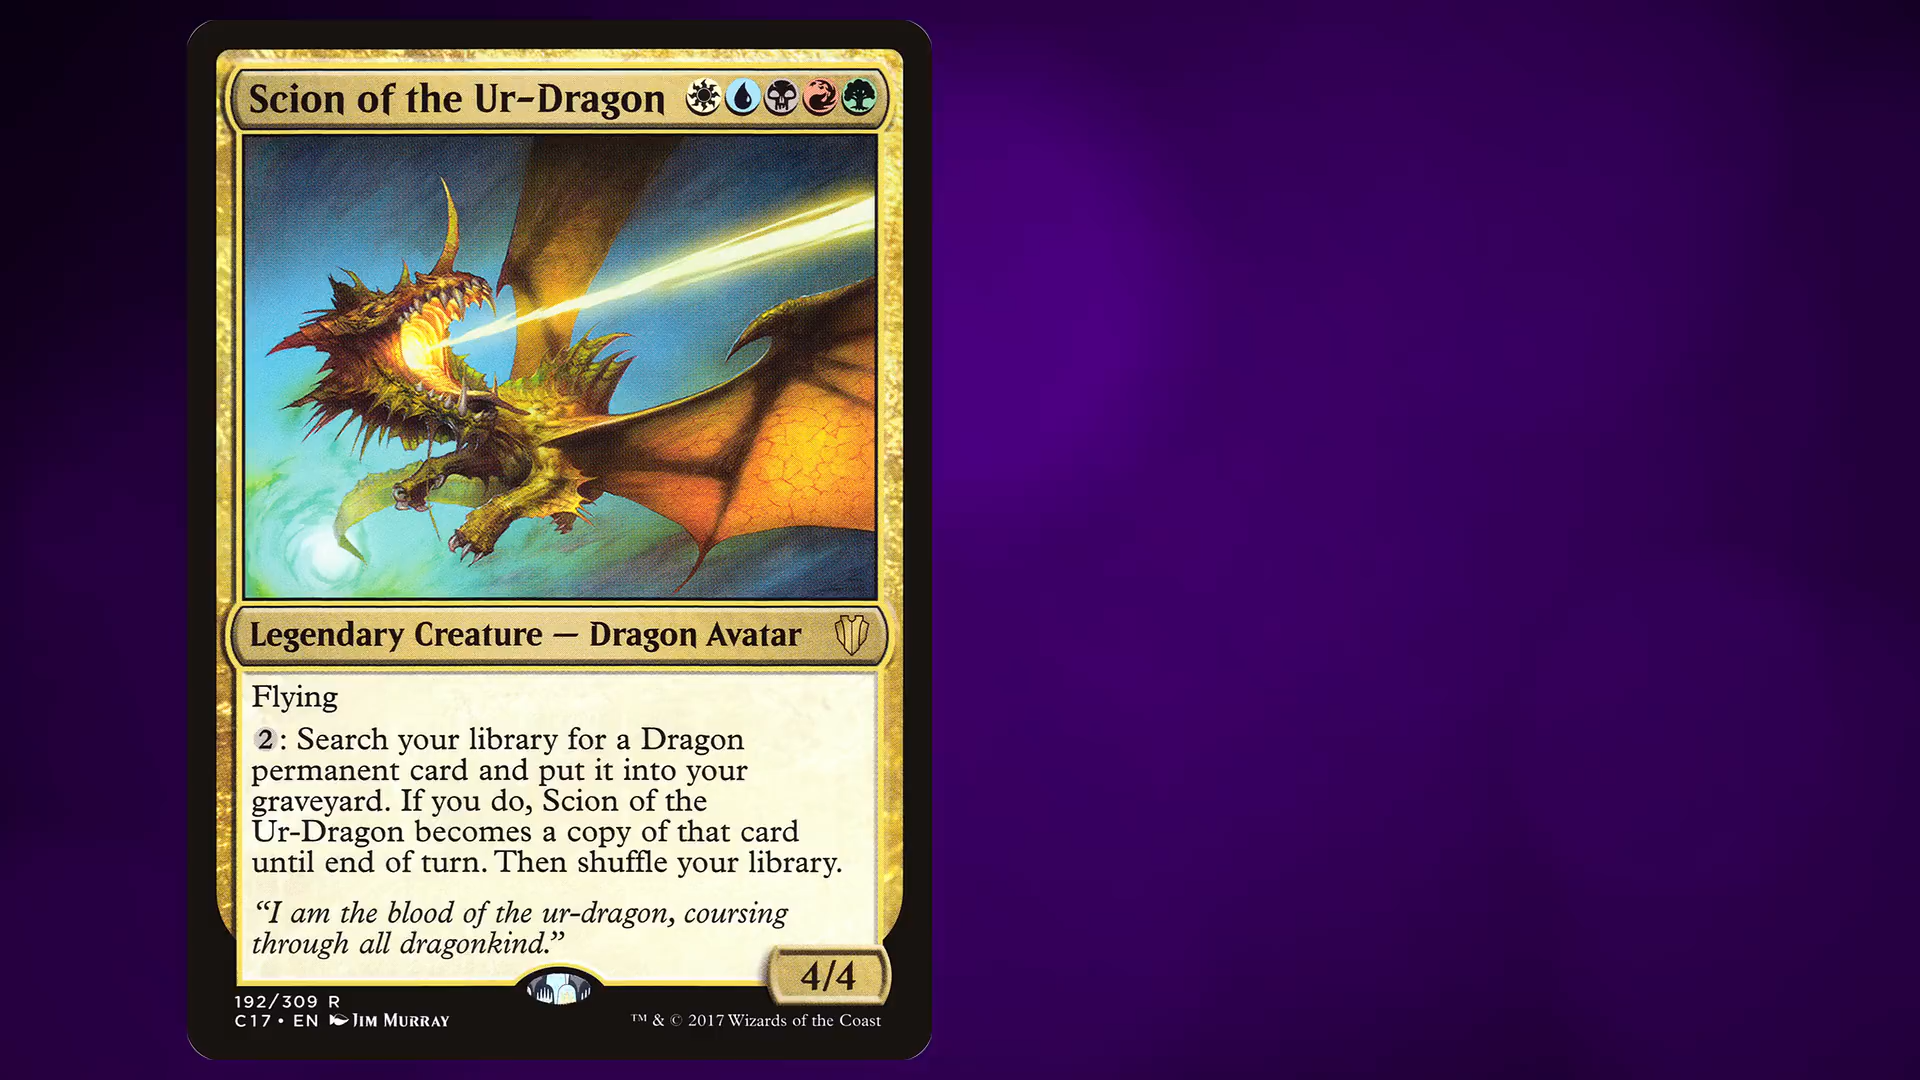 Scion of the Ur-Dragon
Legendary Creature — Dragon Avatar
Flying
2: Search your library for a Dragon
permanent card and put it into your
graveyard. If you do, Scion of the
Ur-Dragon becomes a copy of that card
until end of turn. Then shuffle your library.
“I am the blood of the ur-dragon, coursing
through all dragonkind.”
4/4
192/309 R
C17 • EN Jim Murray
™ & © 2017 Wizards of the Coast